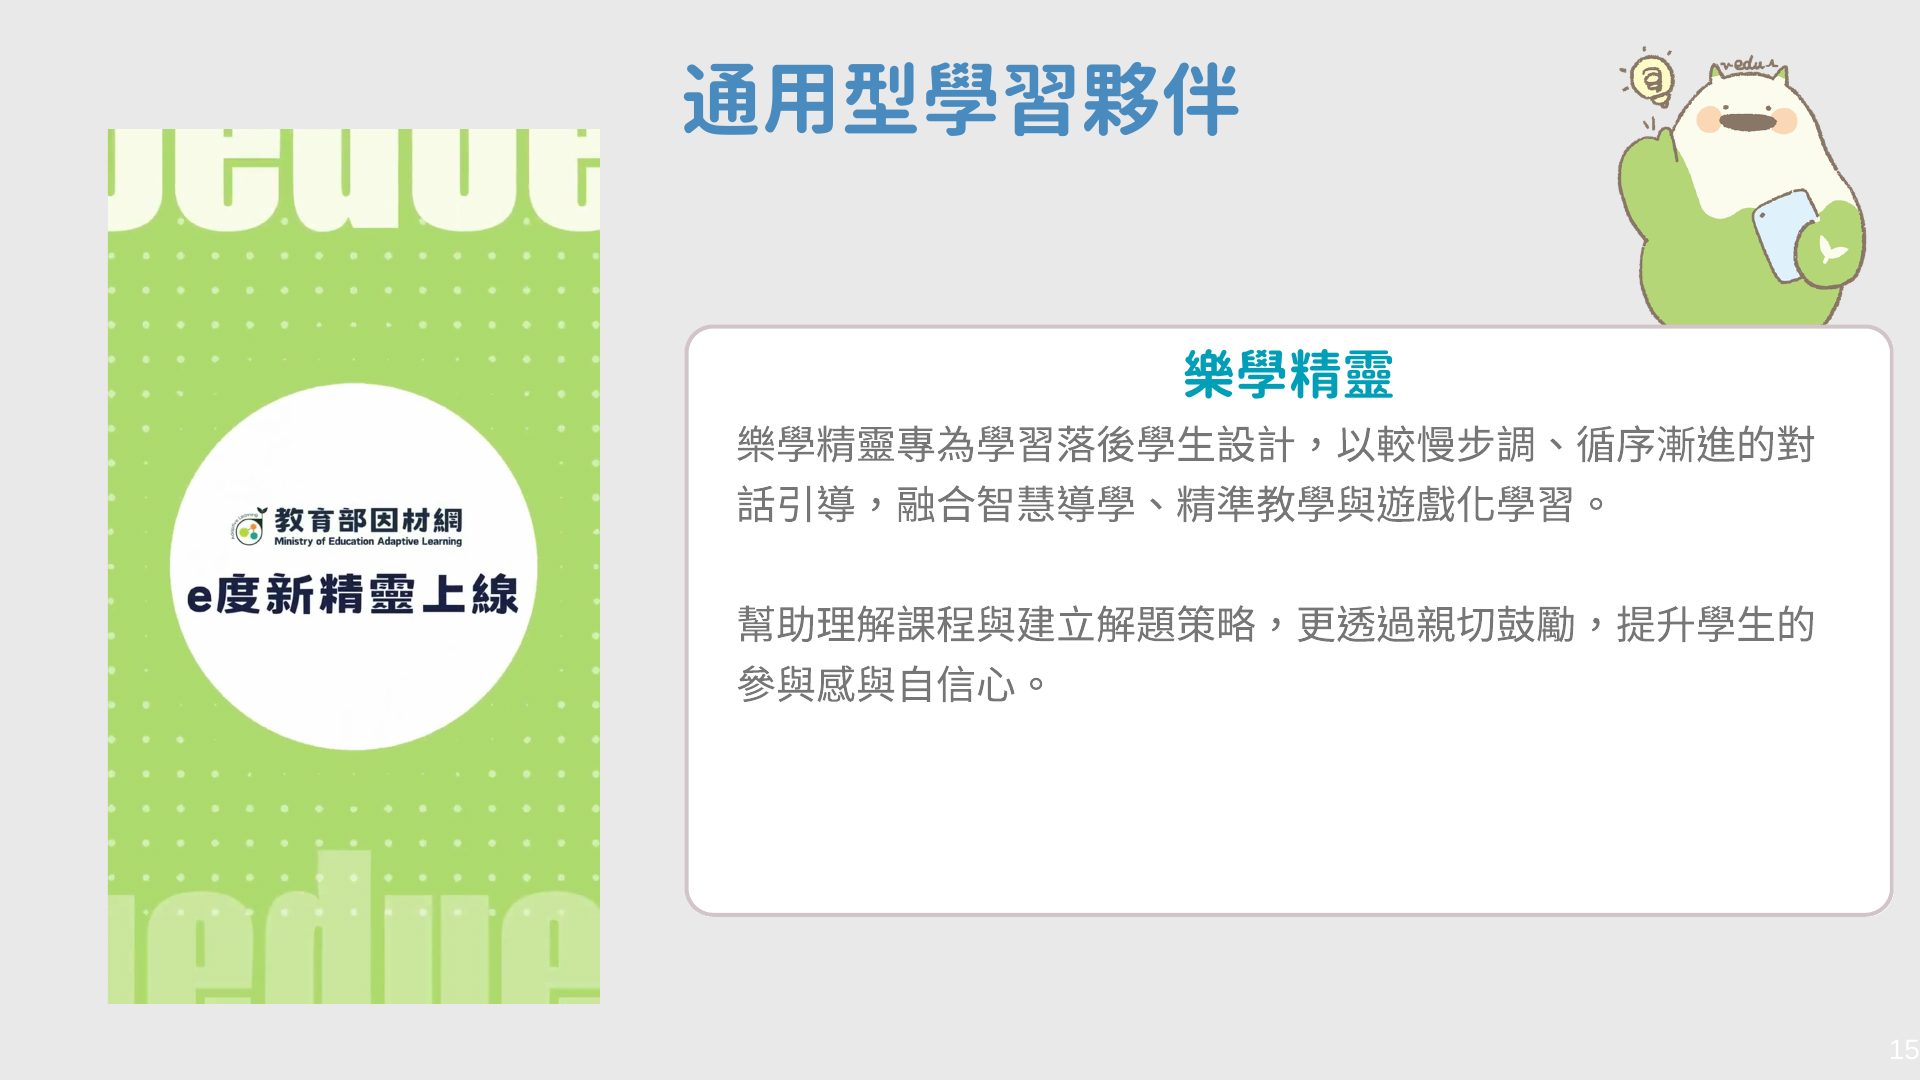 通用型學習夥伴
vedus
教育部因材網
Ministry of Education Adaptive Learning
e度新精靈上線
樂學精靈
樂學精靈專為學習落後學生設計，以較慢步調、循序漸進的對
話引導，融合智慧導學、精準教學與遊戲化學習。
幫助理解課程與建立解題策略，更透過親切鼓勵，提升學生的
參與感與自信心。
15